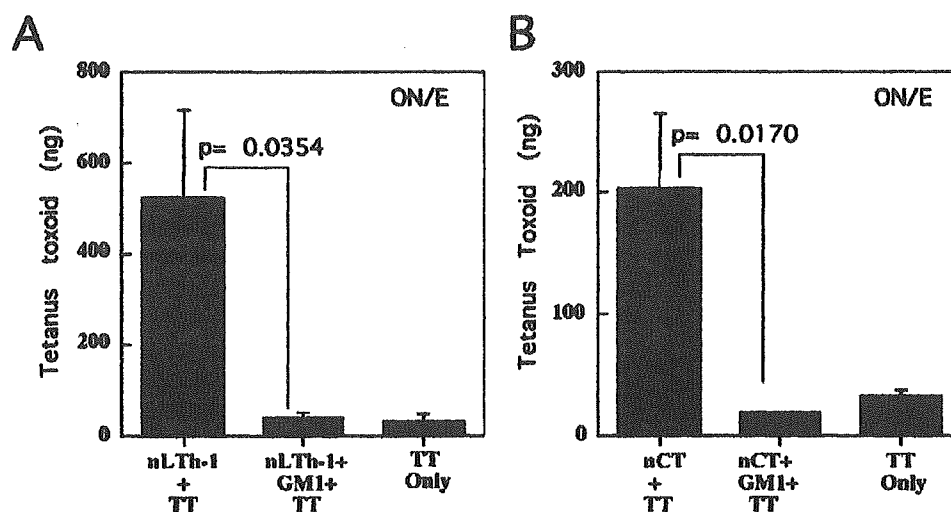 A
800
600
400
200
0
Tetanus toxoid (ng)
ON/E
p= 0.0354
nLTh-1
+
TT
nLTh-1+
GM1+
TT
TT
Only
B
300
200
100
0
Tetanus Toxoid (ng)
ON/E
p= 0.0170
nCT
+
TT
nCT+
GM1+
TT
TT
Only